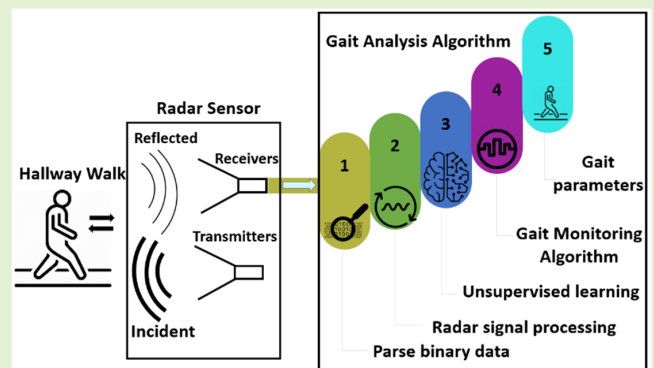 Gait Analysis Algorithm
5
4
3
2
1
Radar Sensor
Reflected
Receivers
Hallway Walk
Transmitters
Incident
Gait
parameters
Gait Monitoring
Algorithm
Unsupervised learning
Radar signal processing
Parse binary data